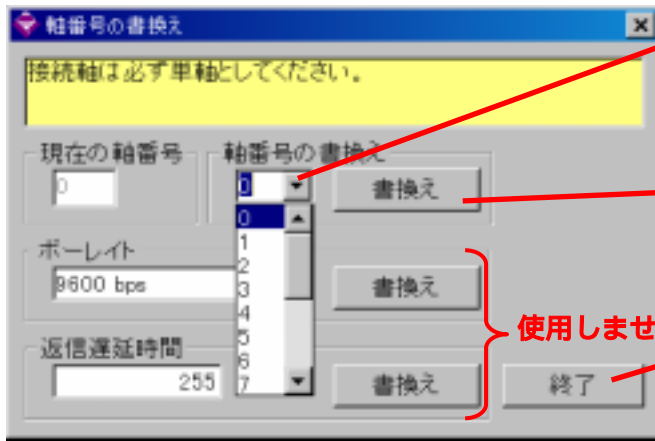 軸番号の書換え
接続軸は必ず単軸としてください。
現在の軸番号
0
軸番号の書換え
0
書換え
0
1
2
3
4
5
6
7
ボーレイト
9600 bps
書換え
使用しませ
返信遅延時間
255
書換え
終了